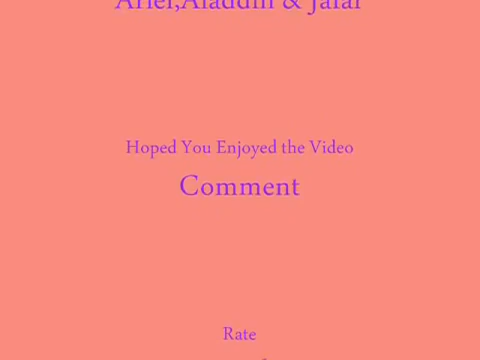 Ariel,Aladdin & Jafar
Hoped You Enjoyed the Video
Comment
Rate